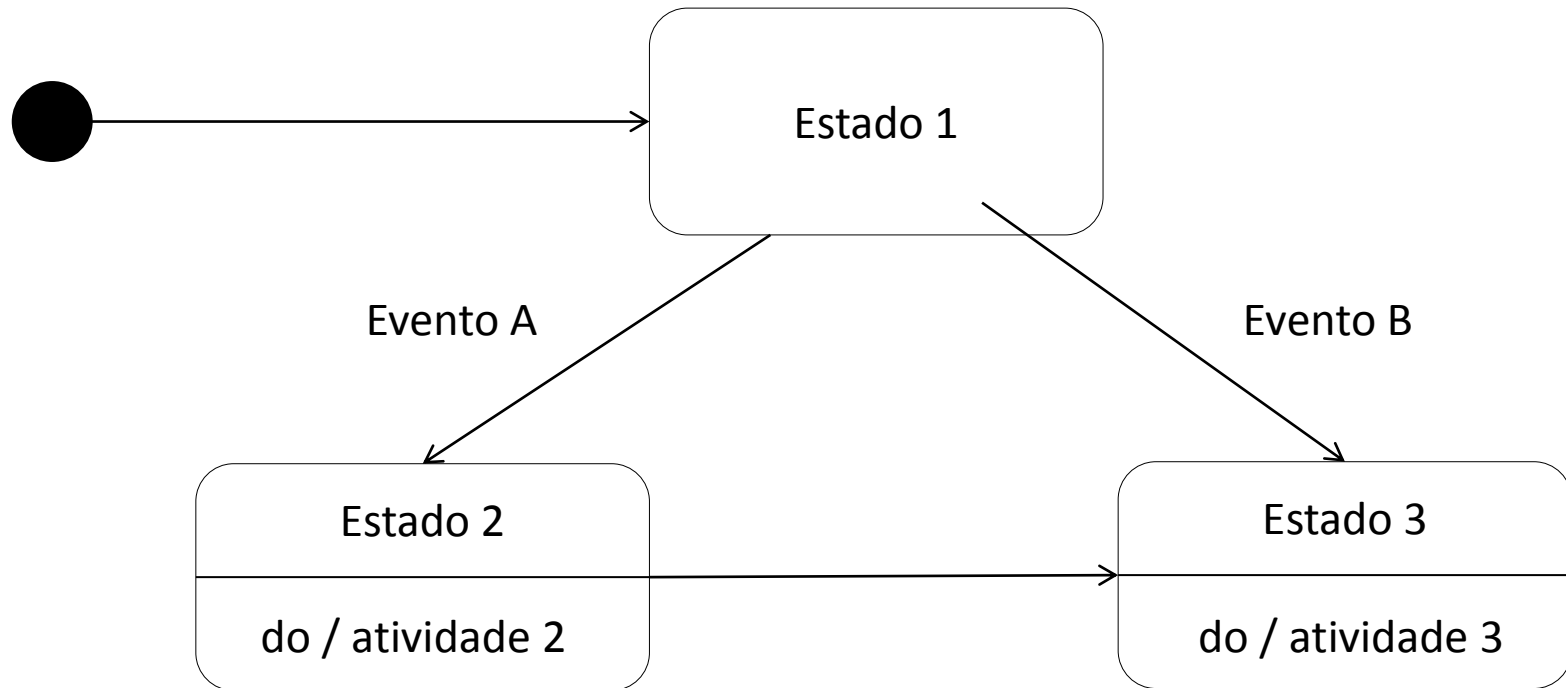 Estado 1
Evento A
Evento B
Estado 2
do / atividade 2
Estado 3
do / atividade 3